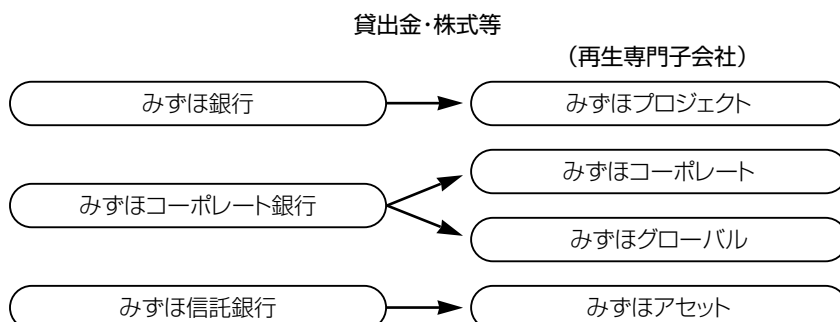 貸出金・株式等
（再生専門子会社）
みずほ銀行
みずほプロジェクト
みずほコーポレート銀行
みずほコーポレート
みずほグローバル
みずほ信託銀行
みずほアセット